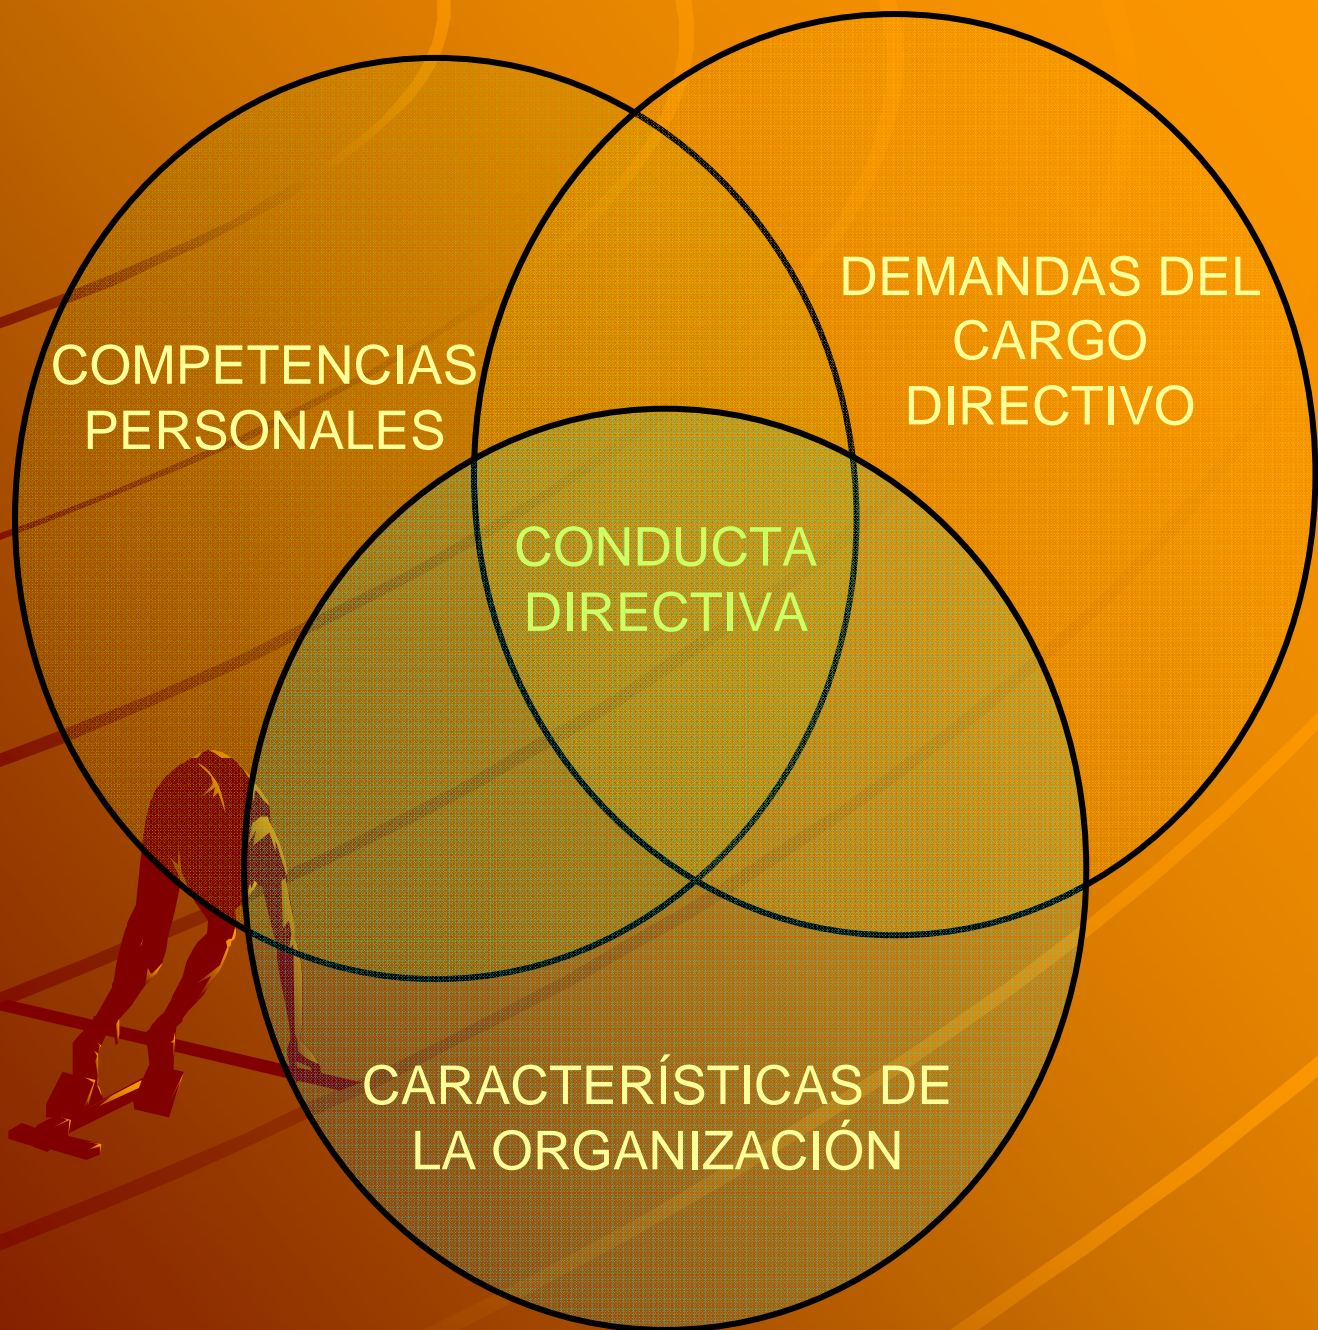 COMPETENCIAS
PERSONALES
DEMANDAS DEL
CARGO
DIRECTIVO
CONDUCTA
DIRECTIVA
CARACTERÍSTICAS DE
LA ORGANIZACIÓN